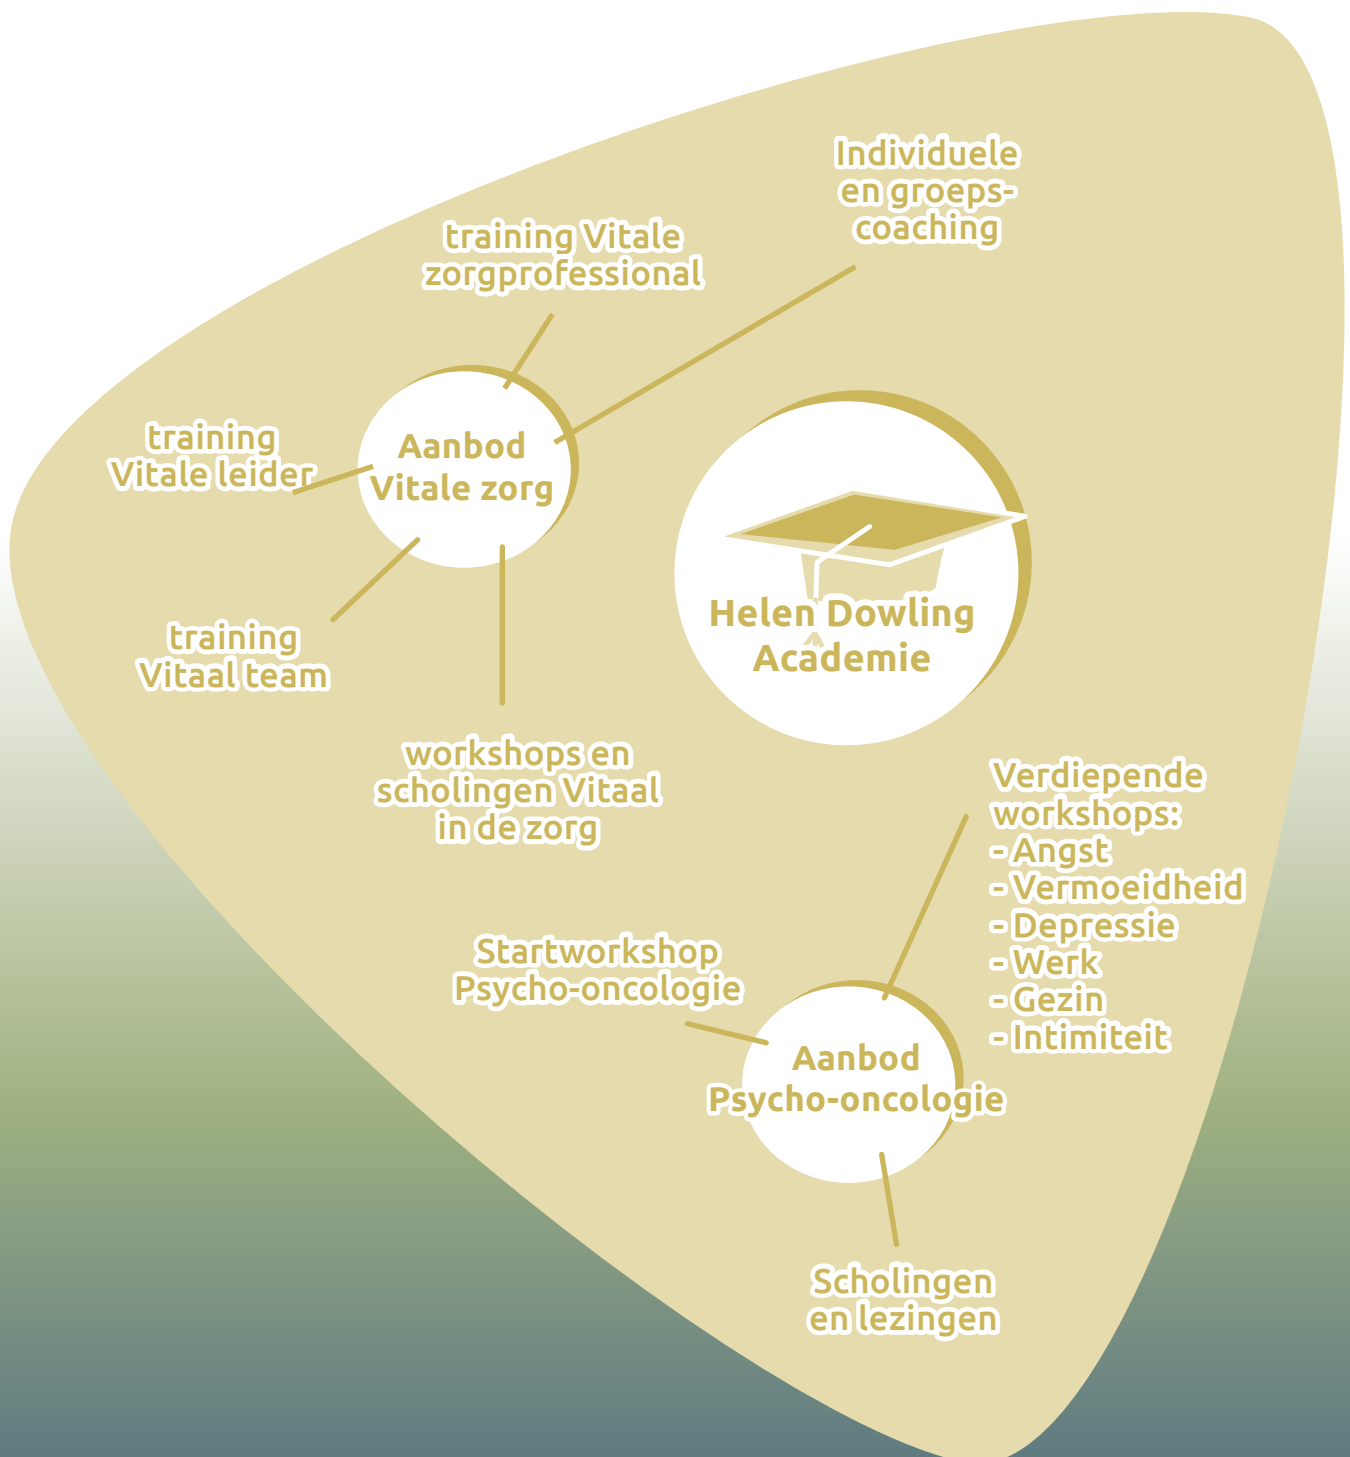 Individuele
en groeps-
coaching
training Vitale
zorgprofessional
training
Vitale leider
Aanbod
Vitale zorg
training
Vitaal team
workshops en
scholingen Vitaal
in de zorg
Helen Dowling
Academie
Verdiepende
workshops:
- Angst
- Vermoeidheid
- Depressie
- Werk
- Gezin
- Intimiteit
Startworkshop
Psycho-oncologie
Aanbod
Psycho-oncologie
Scholingen
en lezingen